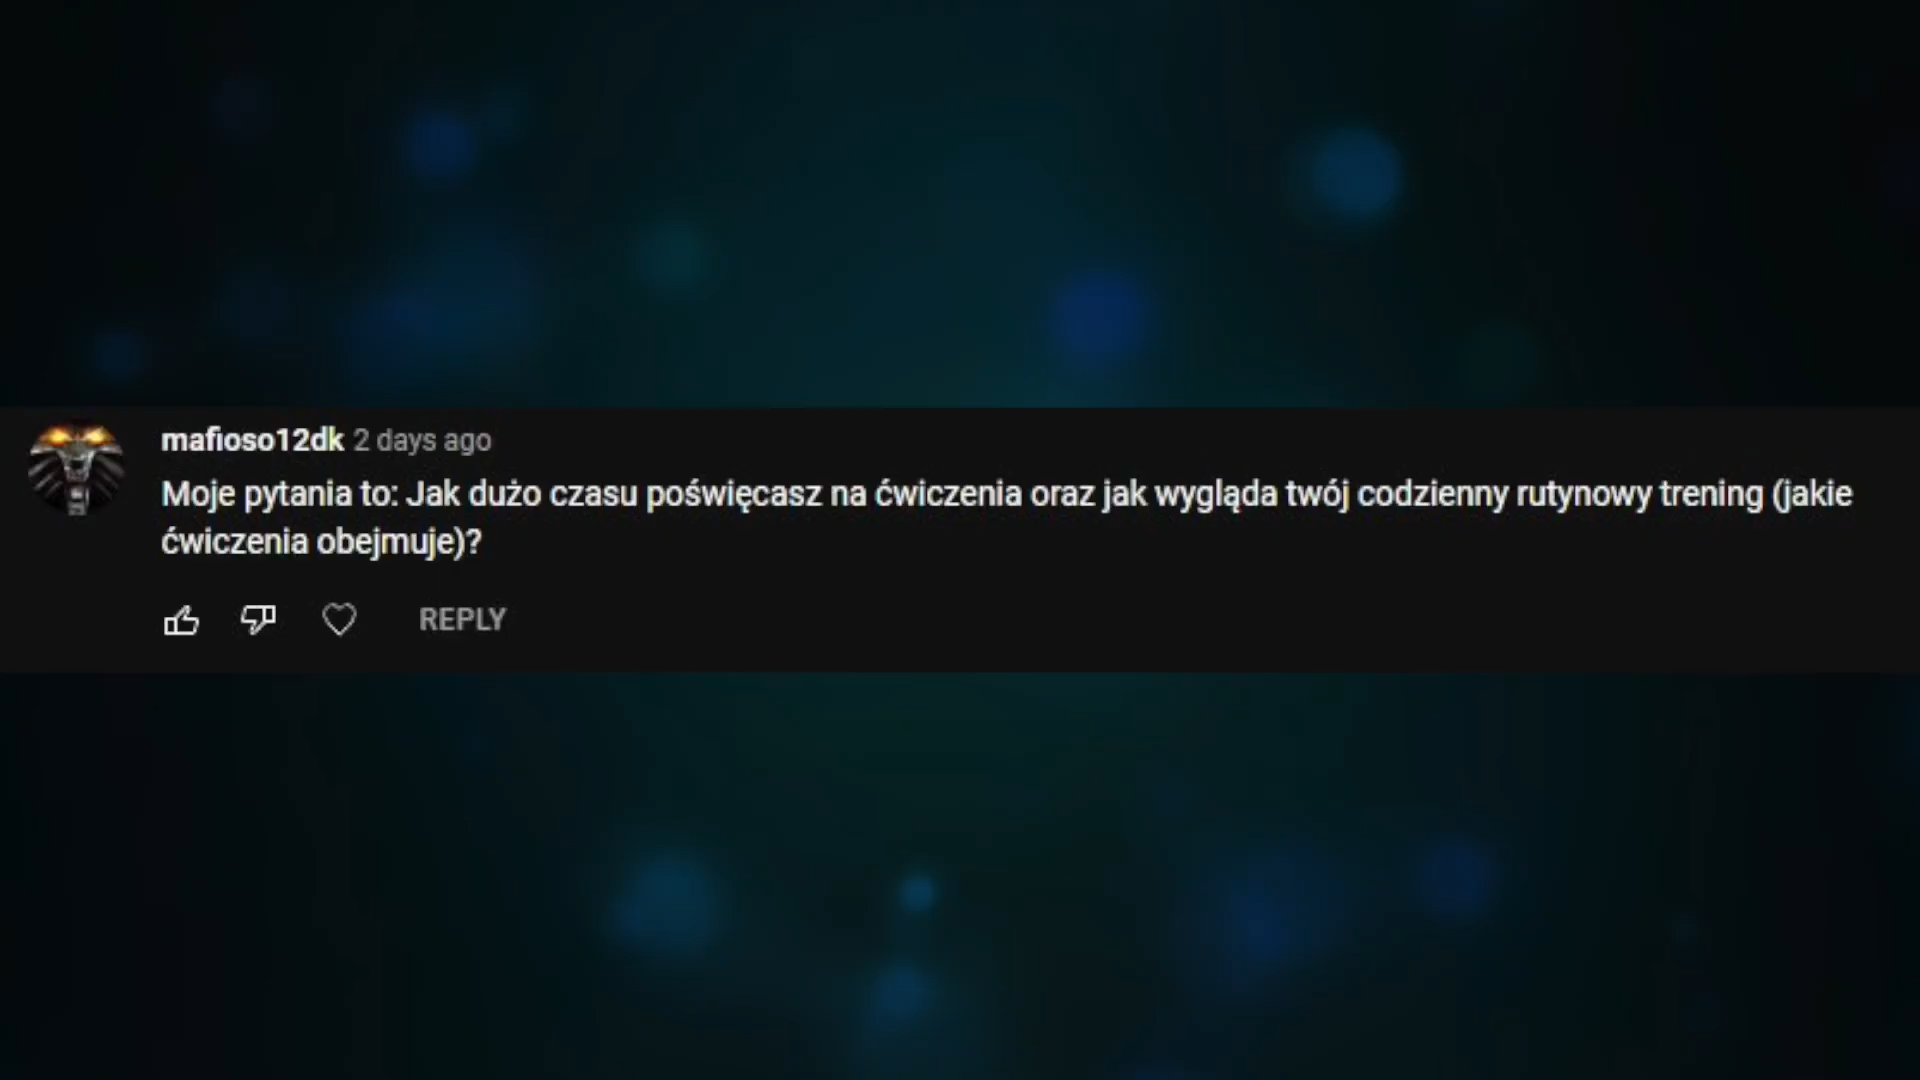 mafioso12dk 2 days ago
Moje pytania to: Jak dużo czasu poświęcasz na ćwiczenia oraz jak wygląda twój codzienny rutynowy trening (jakie
ćwiczenia obejmuje)?
REPLY